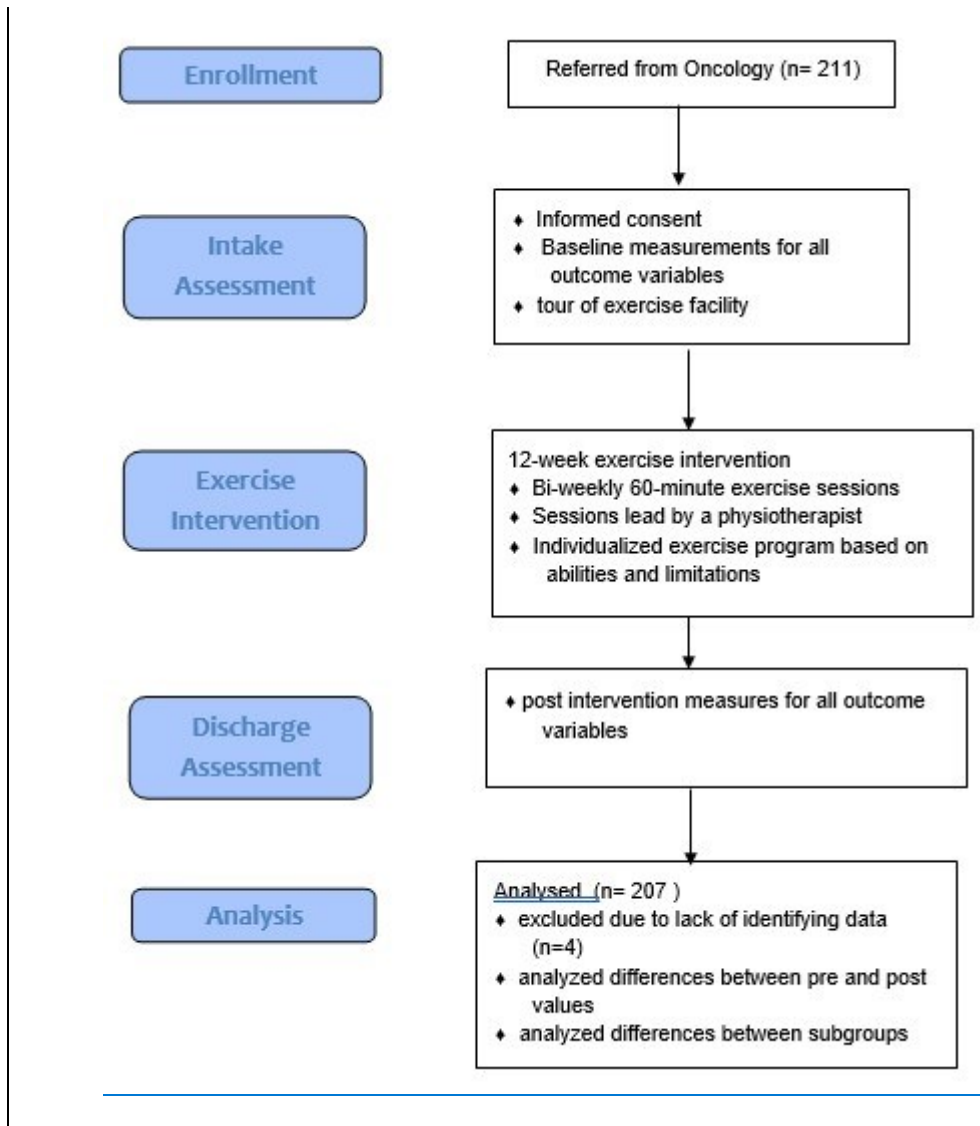 Enrollment
Referred from Oncology (n= 211)
Intake
Assessment
♦ Informed consent
♦ Baseline measurements for all
outcome variables
♦ tour of exercise facility
Exercise
Intervention
12-week exercise intervention
♦ Bi-weekly 60-minute exercise sessions
♦ Sessions lead by a physiotherapist
♦ Individualized exercise program based on
abilities and limitations
Discharge
Assessment
♦ post intervention measures for all outcome
variables
Analysis
Analysed (n= 207 )
♦ excluded due to lack of identifying data
(n=4)
♦ analyzed differences between pre and post
values
♦ analyzed differences between subgroups